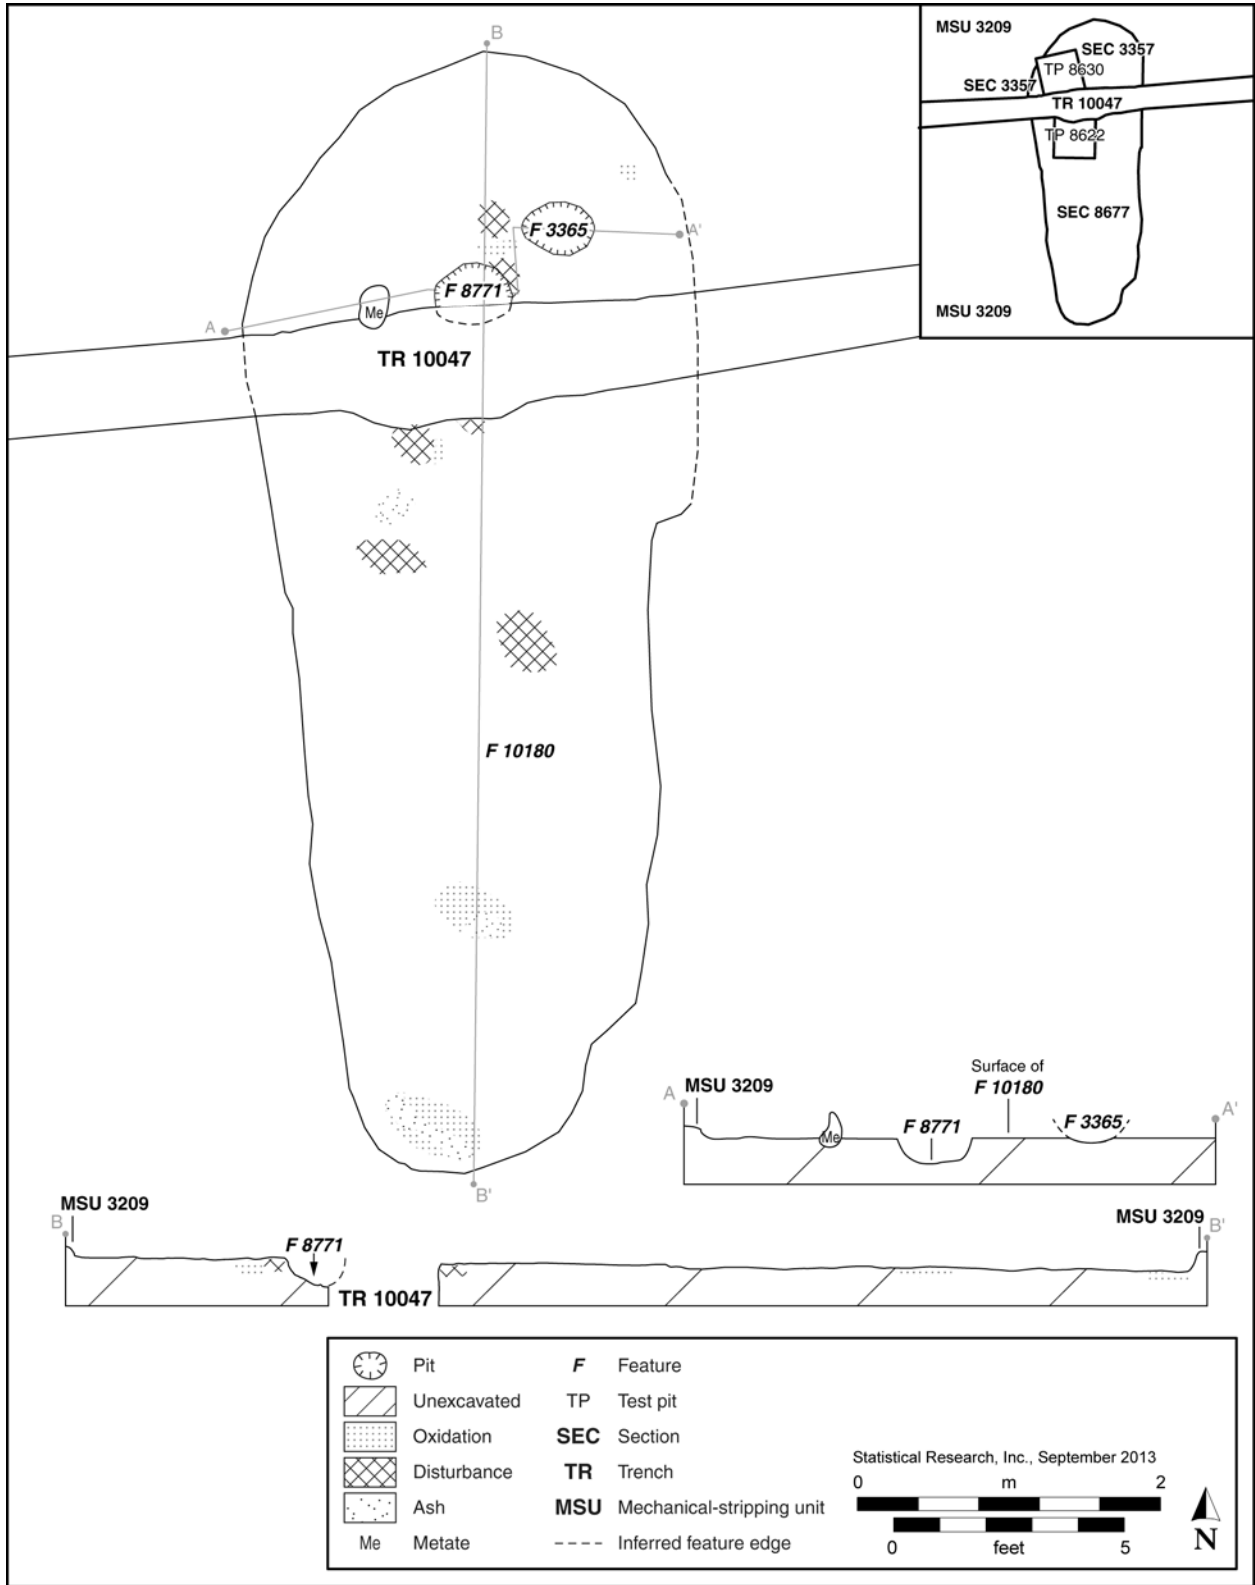 B
F 3365
A'
F 8771
Me
A
TR 10047
F 10180
B'
MSU 3209
SEC 3357
TP 8630
SEC 3357
TR 10047
TP 8622
SEC 8677
MSU 3209
Surface of
F 10180
A
MSU 3209
A'
F 8771
F 3365
Me
MSU 3209
B
F 8771
TR 10047
MSU 3209
B'
Pit
Unexcavated
Oxidation
Disturbance
Ash
Me Metate
F Feature
TP Test pit
SEC Section
TR Trench
MSU Mechanical-stripping unit
Inferred feature edge
Statistical Research, Inc., September 2013
0 m 2
0 feet 5
N